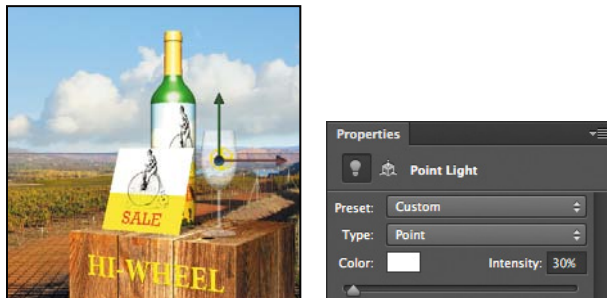 SALE
HI-WHEEL
Properties
Point Light
Preset: Custom
Type: Point
Color: Intensity: 30%